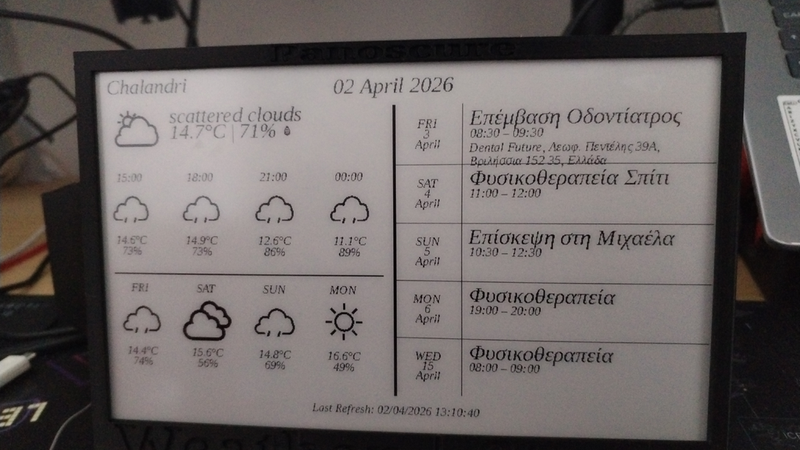 Panoscure
Chalandri
02 April 2026
scattered clouds
14.7°C | 71%
15:00 18:00 21:00 00:00
14.6°C 14.9°C 12.6°C 11.1°C
73% 73% 86% 89%
FRI SAT SUN MON
14.4°C 15.6°C 14.8°C 16.6°C
74% 56% 69% 49%
FRI
3
April
Επέμβαση Οδοντίατρος
08:30 – 09:30
Dental Future, Λεωφ. Πεντέλης 39Α,
Βριλήσσια 152 35, Ελλάδα
SAT
4
April
Φυσικοθεραπεία Σπίτι
11:00 – 12:00
SUN
5
April
Επίσκεψη στη Μιχαέλα
10:30 – 12:30
MON
6
April
Φυσικοθεραπεία
19:00 – 20:00
WED
15
April
Φυσικοθεραπεία
08:00 – 09:00
Last Refresh: 02/04/2026 13:10:40